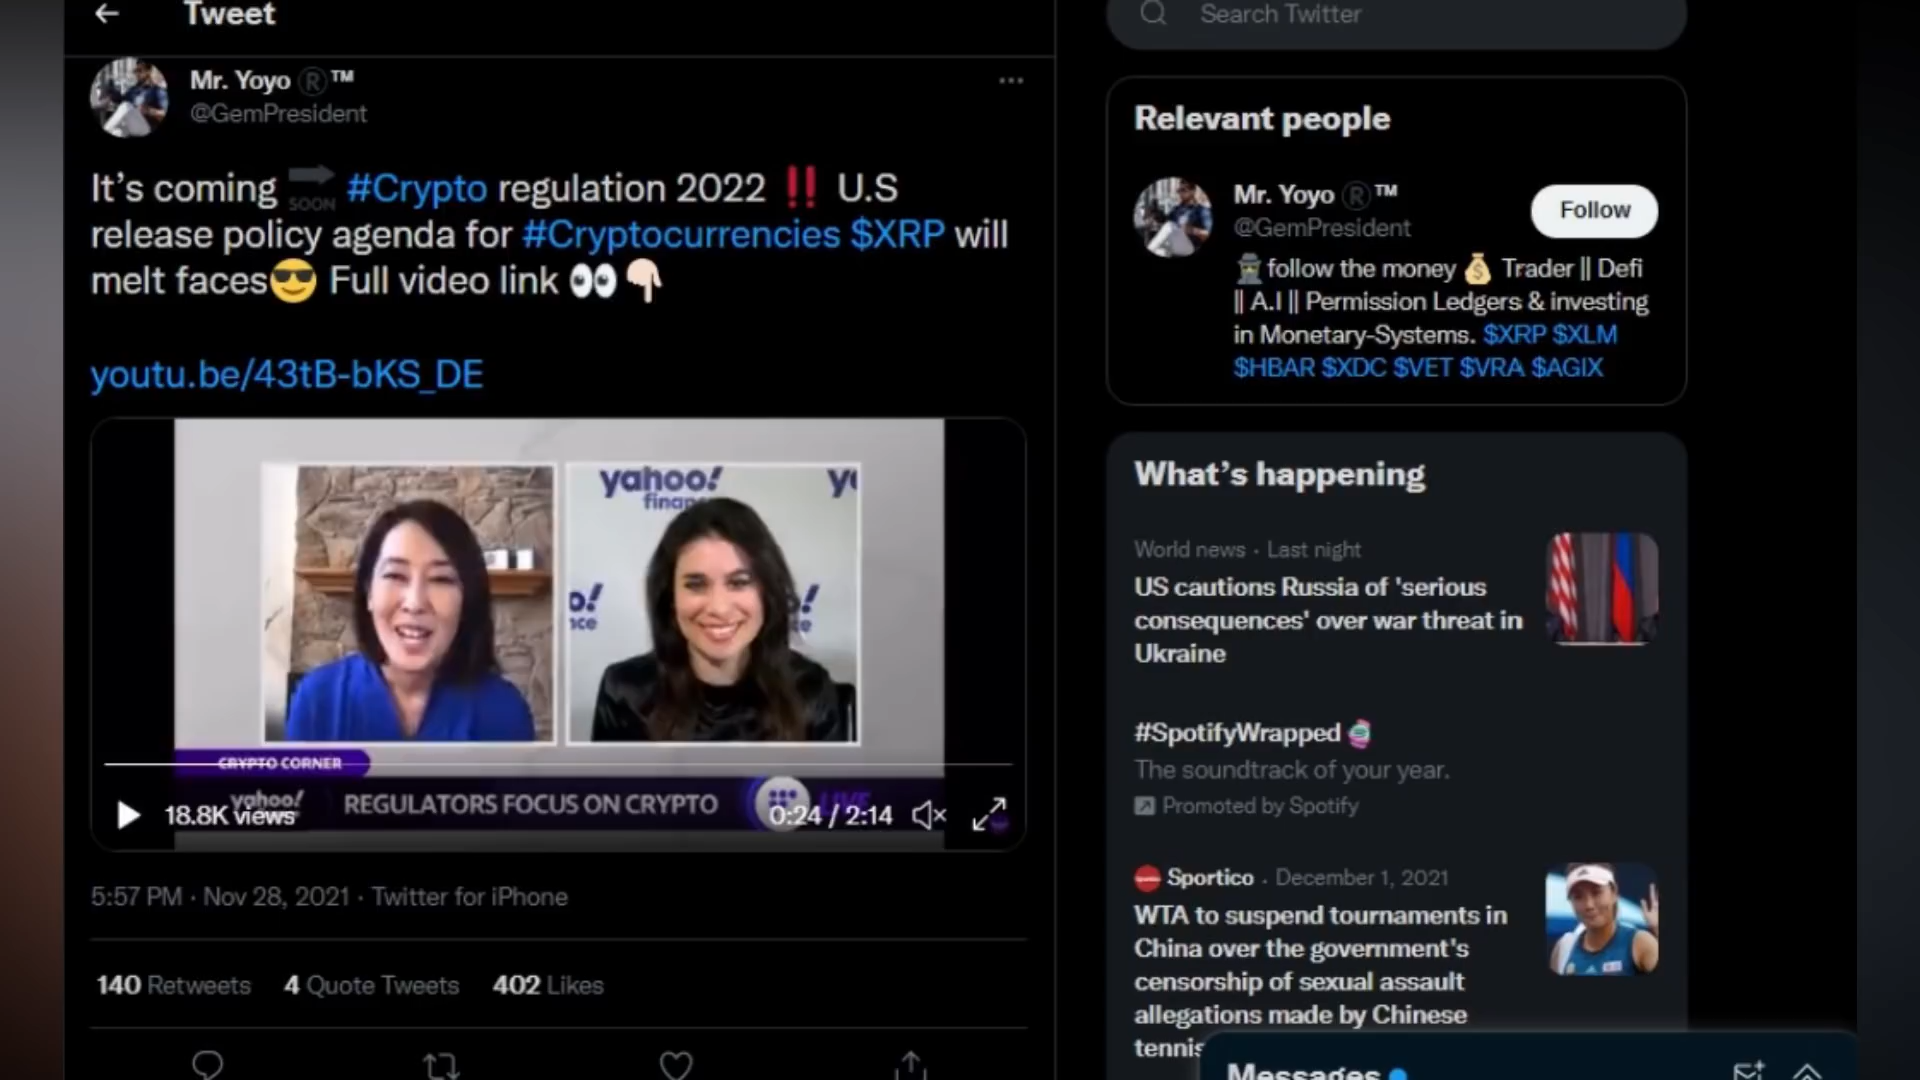 Tweet
Search Twitter
Mr. Yoyo ®™
@GemPresident
It's coming SOON #Crypto regulation 2022 ‼ U.S
release policy agenda for #Cryptocurrencies $XRP will
melt faces😎 Full video link 👀👇🏻
youtu.be/43tB-bKS_DE
yahoo!
finance
CRYPTO CORNER
yahoo!
REGULATORS FOCUS ON CRYPTO
LIVE
18.8K views
0:24 / 2:14
5:57 PM · Nov 28, 2021 · Twitter for iPhone
140 Retweets 4 Quote Tweets 402 Likes
Relevant people
Mr. Yoyo ®™
@GemPresident
Follow
follow the money 💰 Trader || Defi
|| A.I || Permission Ledgers & investing
in Monetary-Systems. $XRP $XLM
$HBAR $XDC $VET $VRA $AGIX
What's happening
World news · Last night
US cautions Russia of 'serious
consequences' over war threat in
Ukraine
#SpotifyWrapped
The soundtrack of your year.
Promoted by Spotify
Sportico · December 1, 2021
WTA to suspend tournaments in
China over the government's
censorship of sexual assault
allegations made by Chinese
tennis
Messages